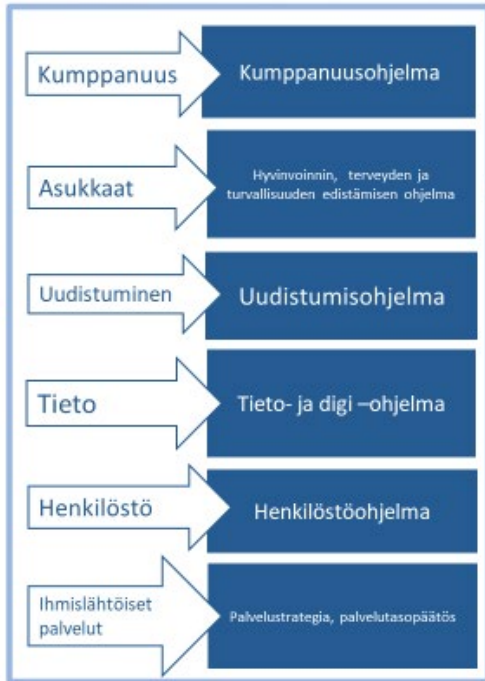 Kumppanuus
Kumppanuusohjelma
Asukkaat
Hyvinvoinnin, terveyden ja
turvallisuuden edistämisen ohjelma
Uudistuminen
Uudistumisohjelma
Tieto
Tieto- ja digi –ohjelma
Henkilöstö
Henkilöstöohjelma
Ihmislähtöiset
palvelut
Palvelustrategia, palvelutasopäätös